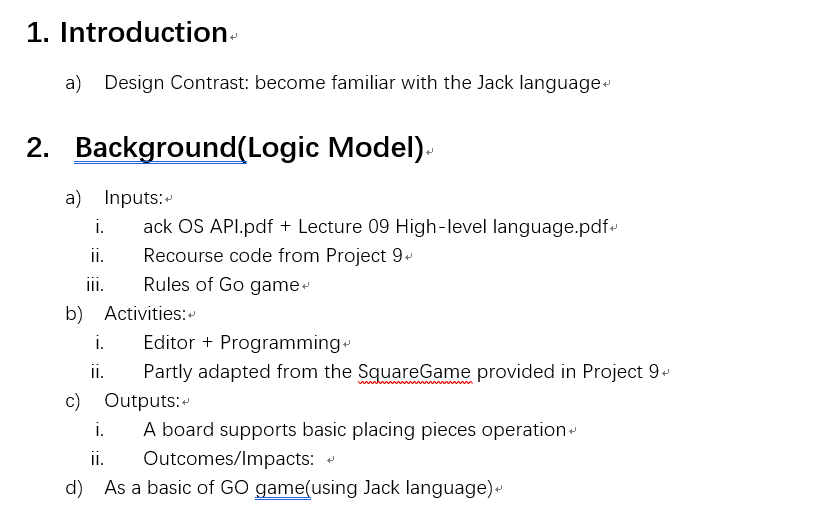 1. Introduction
a) Design Contrast: become familiar with the Jack language
2. Background(Logic Model)
a) Inputs:
i. ack OS API.pdf + Lecture 09 High-level language.pdf
ii. Recourse code from Project 9
iii. Rules of Go game
b) Activities:
i. Editor + Programming
ii. Partly adapted from the SquareGame provided in Project 9
c) Outputs:
i. A board supports basic placing pieces operation
ii. Outcomes/Impacts:
d) As a basic of GO game(using Jack language)